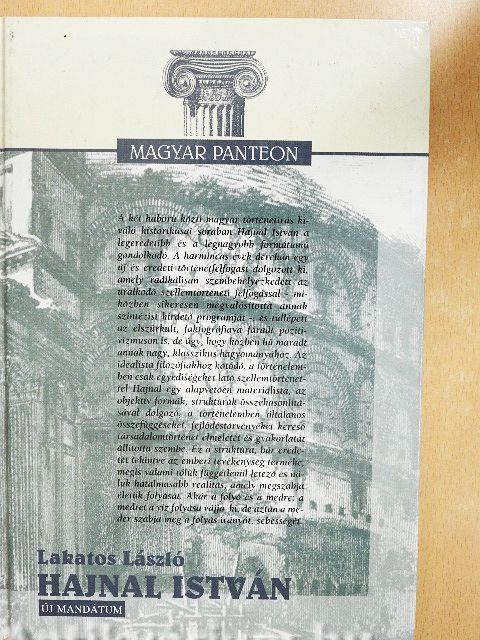 MAGYAR PANTEON
A két háború közti magyar történetírás ki-
váló historikusai sorában Hajnal István a
legeredetibb és a legnagyobb formátumú
gondolkodó. A harmincas évek derekán egy
új és eredeti történetfelfogást dolgozott ki,
amely radikálisan szembehelyezkedett az
uralkodó szellemtörténeti felfogással - mi-
közben sikeresen megvalósította annak
szintézist hirdető programját -, és túllépett
az elszürkült, faktográfiává fáradt poziti-
vizmuson is, de úgy, hogy közben hű maradt
annak nagy, klasszikus hagyományához. Az
idealista filozófiákhoz kötődő, a történelem-
ben csak egyediségeket látó szellemtörténet-
tel Hajnal egy alapvetően materialista, az
objektív formák, struktúrák összehasonlítá-
sával dolgozó, a történelemben általános
összefüggéseket, fejlődéstörvényeket kereső
társadalomtörténet elméletét és gyakorlatát
állította szembe. Ez a struktúra, bár erede-
tét tekintve az emberi tevékenység terméke,
mégis valami tőlük függetlenül létező és ná-
luk hatalmasabb realitás, amely megszabja
életük folyását. Akár a folyó és a medre: a
medret a víz folyása vájja ki, de aztán a me-
der szabja meg a folyás irányát, sebességét.
Lakatos László
HAJNAL ISTVÁN
ÚJ MANDÁTUM